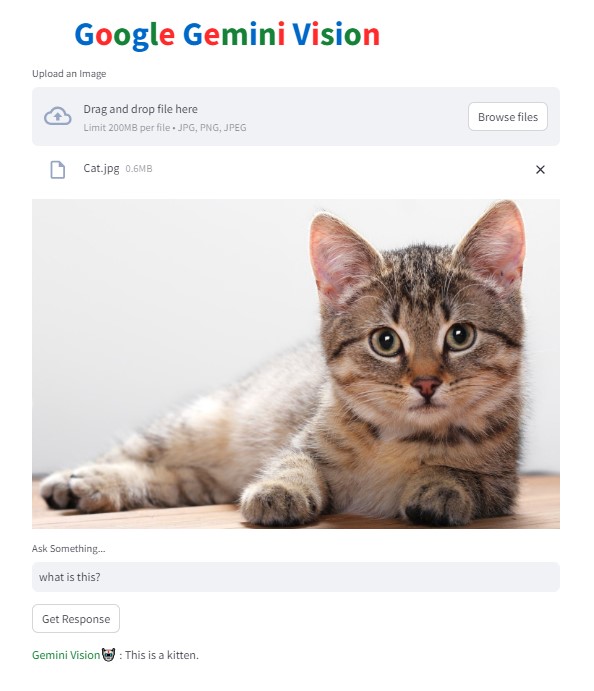 Google Gemini Vision
Upload an Image
Drag and drop file here
Limit 200MB per file • JPG, PNG, JPEG
Browse files
Cat.jpg 0.6MB
Ask Something...
what is this?
Get Response
Gemini Vision : This is a kitten.